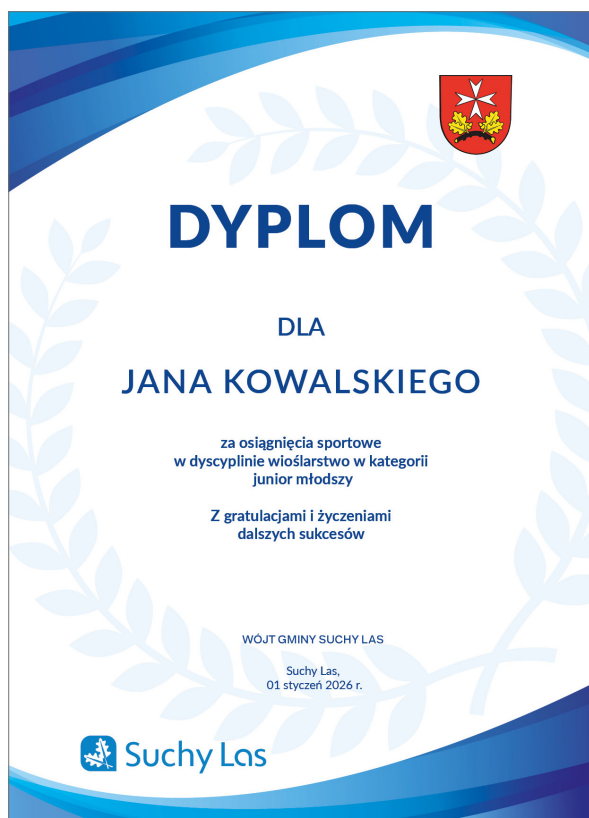 DYPLOM
DLA
JANA KOWALSKIEGO
za osiągnięcia sportowe
w dyscyplinie wioślarstwo w kategorii
junior młodszy
Z gratulacjami i życzeniami
dalszych sukcesów
WÓJT GMINY SUCHY LAS
Suchy Las,
01 styczeń 2026 r.
Suchy Las